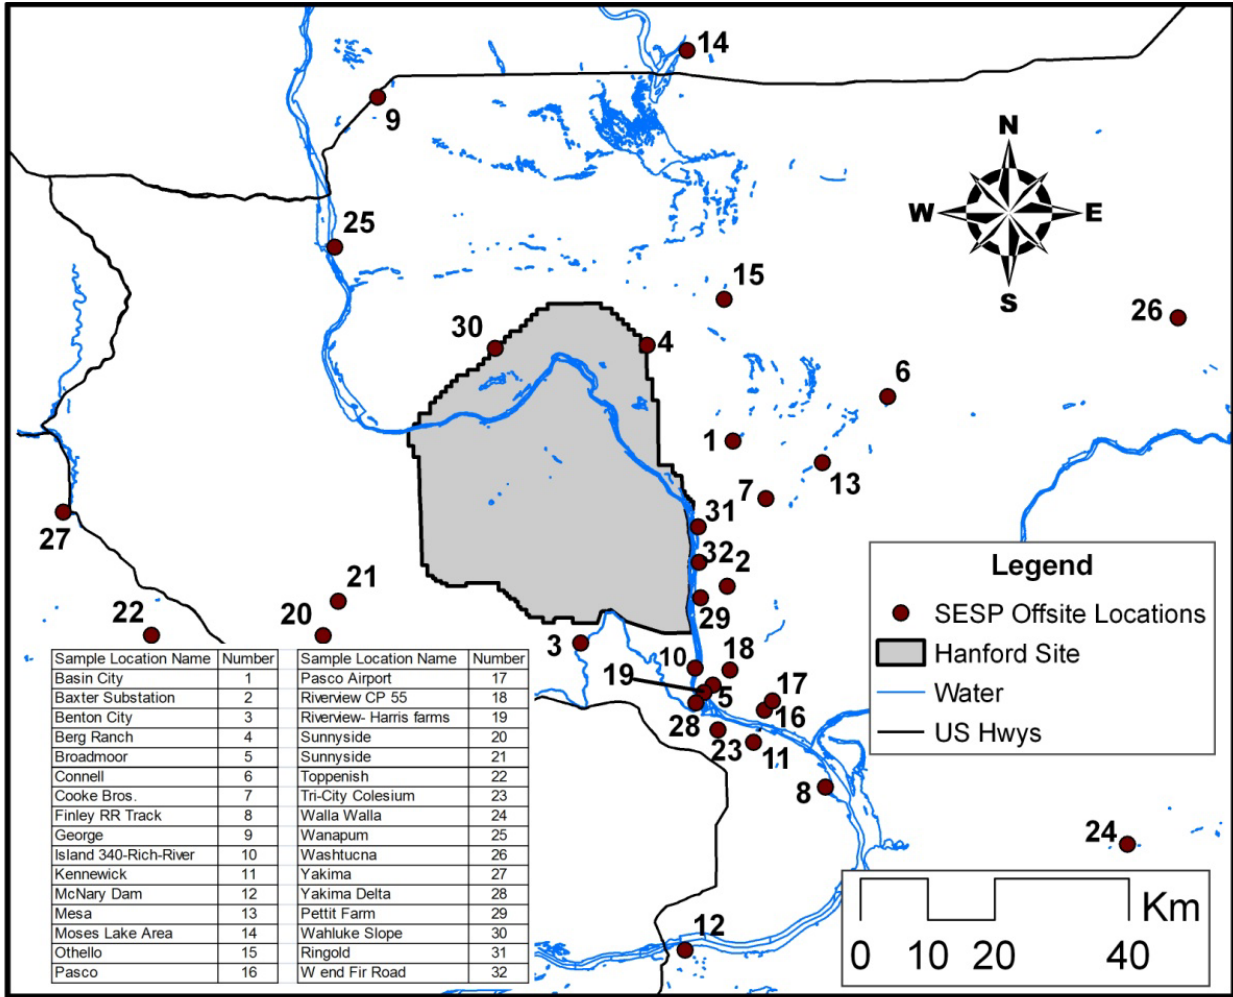 14
9
N
W E
S
25
15
26
30
4
6
1
13
7
27
31
32
2
29
21
22
20
3
10
18
19
5
17
28
16
23
11
8
24
12
Legend
SESP Offsite Locations
Hanford Site
Water
US Hwys
0 10 20 40 Km
Sample Location Name Number Sample Location Name Number
Basin City 1 Pasco Airport 17
Baxter Substation 2 Riverview CP 55 18
Benton City 3 Riverview- Harris farms 19
Berg Ranch 4 Sunnyside 20
Broadmoor 5 Sunnyside 21
Connell 6 Toppenish 22
Cooke Bros. 7 Tri-City Colesium 23
Finley RR Track 8 Walla Walla 24
George 9 Wanapum 25
Island 340-Rich-River 10 Washtucna 26
Kennewick 11 Yakima 27
McNary Dam 12 Yakima Delta 28
Mesa 13 Pettit Farm 29
Moses Lake Area 14 Wahluke Slope 30
Othello 15 Ringold 31
Pasco 16 W end Fir Road 32